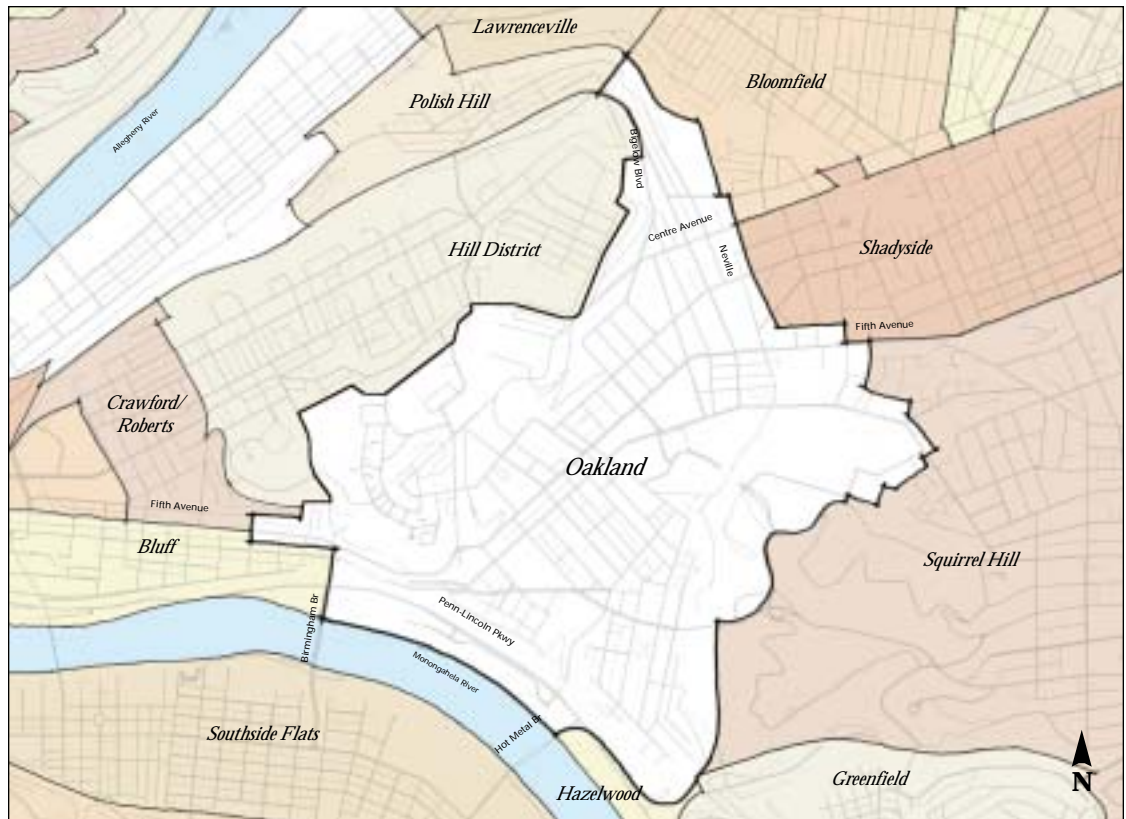 Lawrenceville
Bloomfield
Polish Hill
Allegheny River
Bigelow Blvd
Centre Avenue
Hill District
Neville
Shadyside
Fifth Avenue
Crawford/
Roberts
Oakland
Fifth Avenue
Bluff
Squirrel Hill
Birmingham Br
Penn-Lincoln Pkwy
Monongahela River
Southside Flats
Hot Metal Br
Hazelwood
Greenfield
N